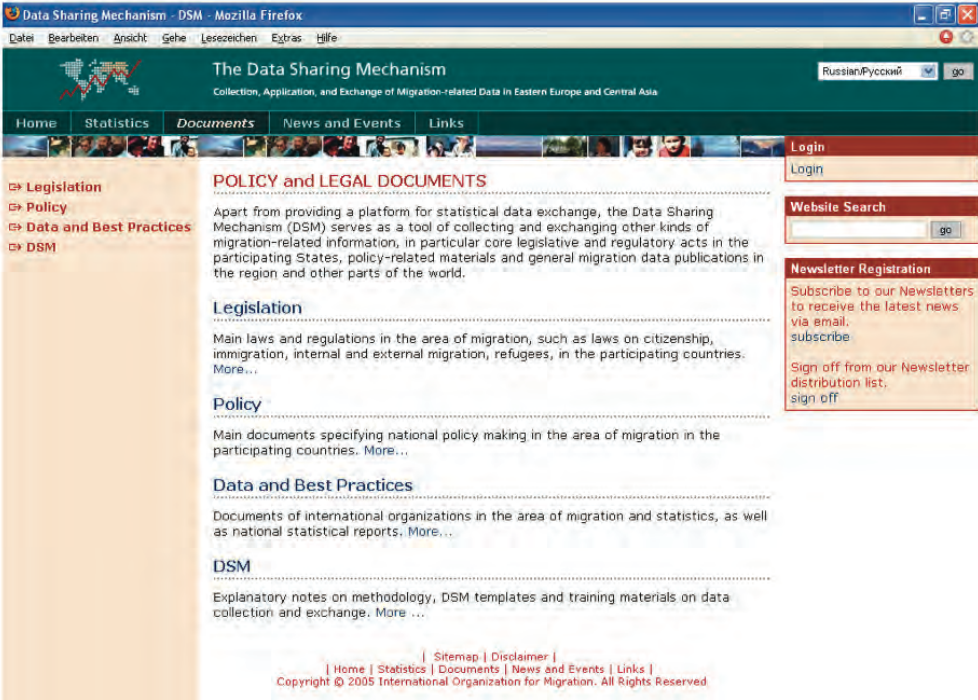 Data Sharing Mechanism - DSM - Mozilla Firefox
Datei Bearbeiten Ansicht Gehe Lesezeichen Extras Hilfe
The Data Sharing Mechanism
Collection, Application, and Exchange of Migration-related Data in Eastern Europe and Central Asia
Russian/Русский go
Home Statistics Documents News and Events Links
Legislation
Policy
Data and Best Practices
DSM
POLICY and LEGAL DOCUMENTS
Apart from providing a platform for statistical data exchange, the Data Sharing
Mechanism (DSM) serves as a tool of collecting and exchanging other kinds of
migration-related information, in particular core legislative and regulatory acts in the
participating States, policy-related materials and general migration data publications in
the region and other parts of the world.
Legislation
Main laws and regulations in the area of migration, such as laws on citizenship,
immigration, internal and external migration, refugees, in the participating countries.
More...
Policy
Main documents specifying national policy making in the area of migration in the
participating countries. More...
Data and Best Practices
Documents of international organizations in the area of migration and statistics, as well
as national statistical reports. More...
DSM
Explanatory notes on methodology, DSM templates and training materials on data
collection and exchange. More ...
Login
Login
Website Search
go
Newsletter Registration
Subscribe to our Newsletters
to receive the latest news
via email.
subscribe
Sign off from our Newsletter
distribution list.
sign off
| Sitemap | Disclaimer |
| Home | Statistics | Documents | News and Events | Links |
Copyright © 2005 International Organization for Migration. All Rights Reserved